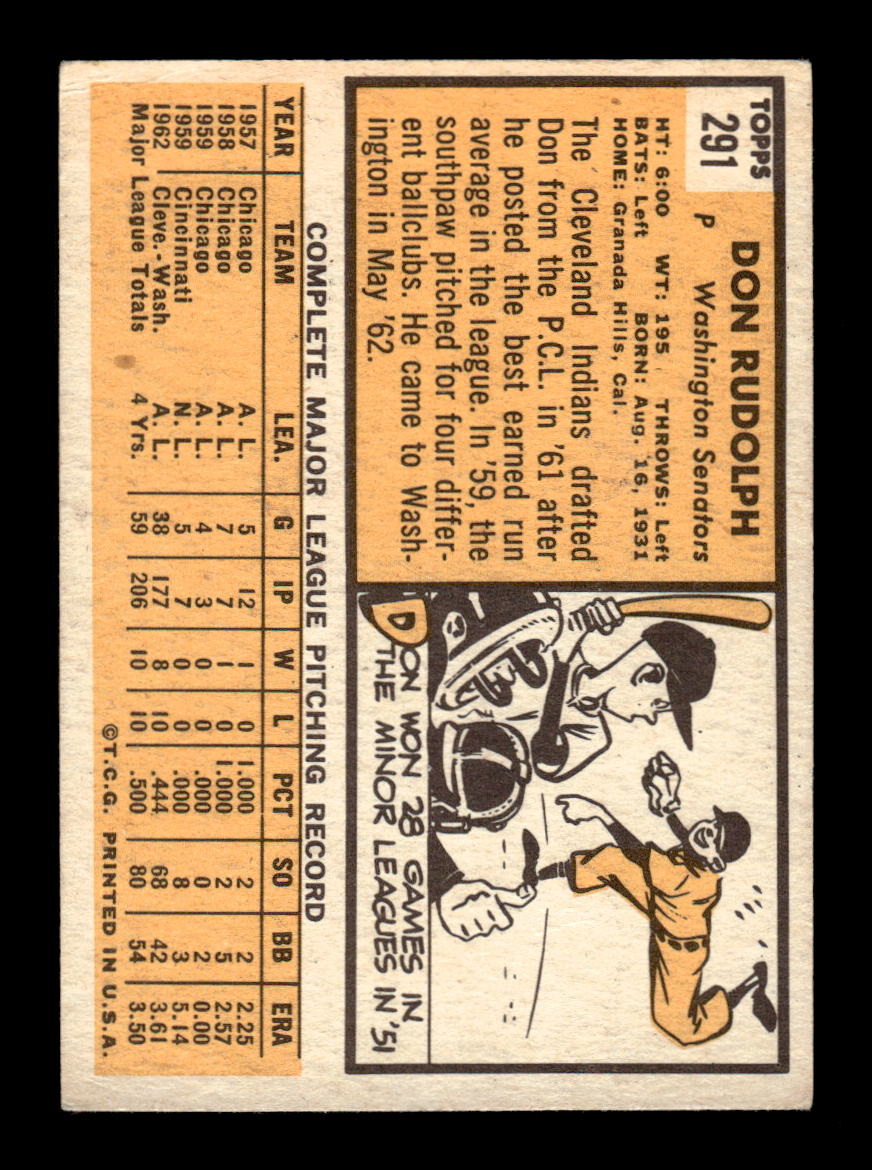 TOPPS
291
DON RUDOLPH
P Washington Senators
HT: 6:00 WT: 195 THROWS: Left
BATS: Left BORN: Aug. 16, 1931
HOME: Granada Hills, Cal.
The Cleveland Indians drafted
Don from the P.C.L. in '61 after
he posted the best earned run
average in the league. In '59, the
southpaw pitched for four differ-
ent ballclubs. He came to Wash-
ington in May '62.
DON WON 28 GAMES IN
THE MINOR LEAGUES IN '51
COMPLETE MAJOR LEAGUE PITCHING RECORD
YEAR TEAM LEA. G IP W L PCT SO BB ERA
1957 Chicago A. L. 5 12 1 0 1.000 2 2 2.25
1958 Chicago A. L. 7 7 1 0 1.000 2 5 2.57
1959 Chicago A. L. 4 3 0 0 .000 0 2 0.00
1959 Cincinnati N. L. 5 7 0 0 .000 8 3 5.14
1962 Cleve.-Wash. A. L. 38 177 8 10 .444 68 42 3.61
Major League Totals 4 Yrs. 59 206 10 10 .500 80 54 3.50
©T.C.G. PRINTED IN U.S.A.